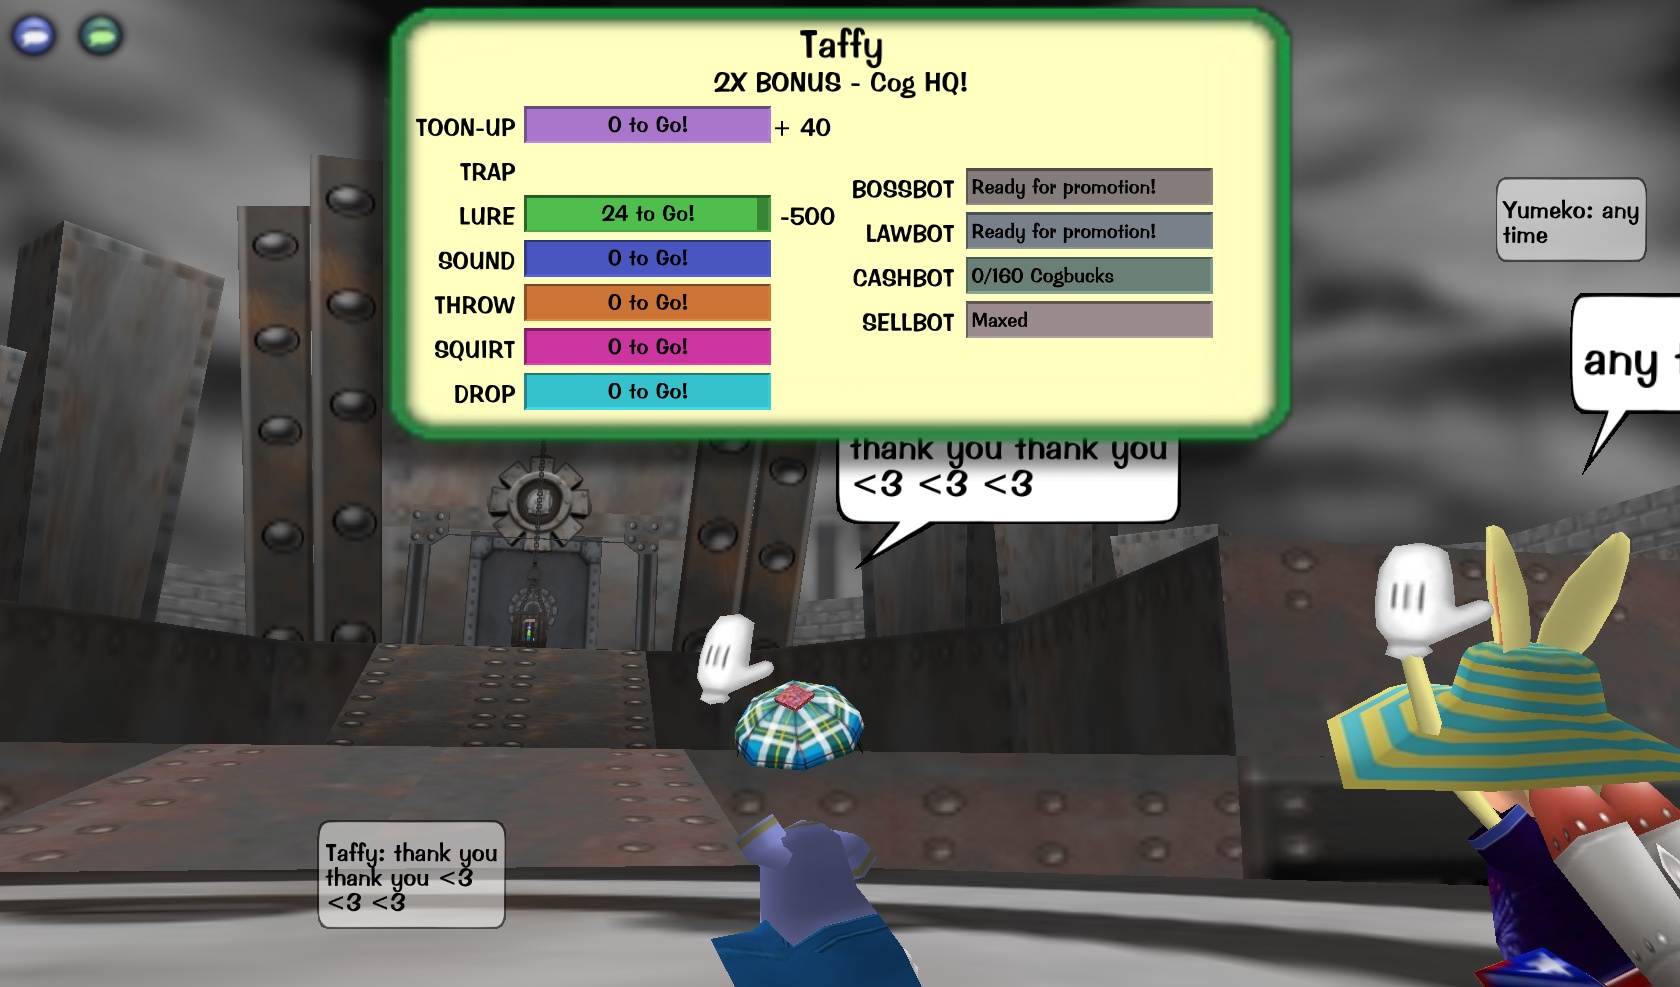 Taffy
2X BONUS - Cog HQ!
TOON-UP 0 to Go! + 40
TRAP
LURE 24 to Go! -500
SOUND 0 to Go!
THROW 0 to Go!
SQUIRT 0 to Go!
DROP 0 to Go!
BOSSBOT Ready for promotion!
LAWBOT Ready for promotion!
CASHBOT 0/160 Cogbucks
SELLBOT Maxed
Yumeko: any
time
any
thank you thank you
<3 <3 <3
Taffy: thank you
thank you <3
<3 <3